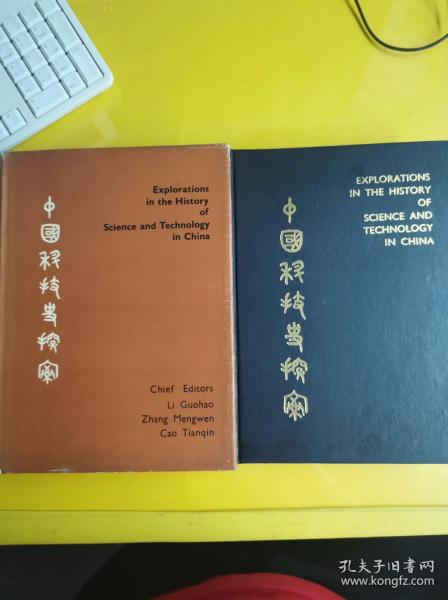 Explorations
in the History
of
Science and Technology
in China
中國科技史探索
Chief Editors
Li Guohao
Zhang Mengwen
Cao Tianqin
EXPLORATIONS
IN THE HISTORY
OF
SCIENCE AND
TECHNOLOGY
IN CHINA
中國科技史探索
孔夫子旧书网
www.kongfz.com